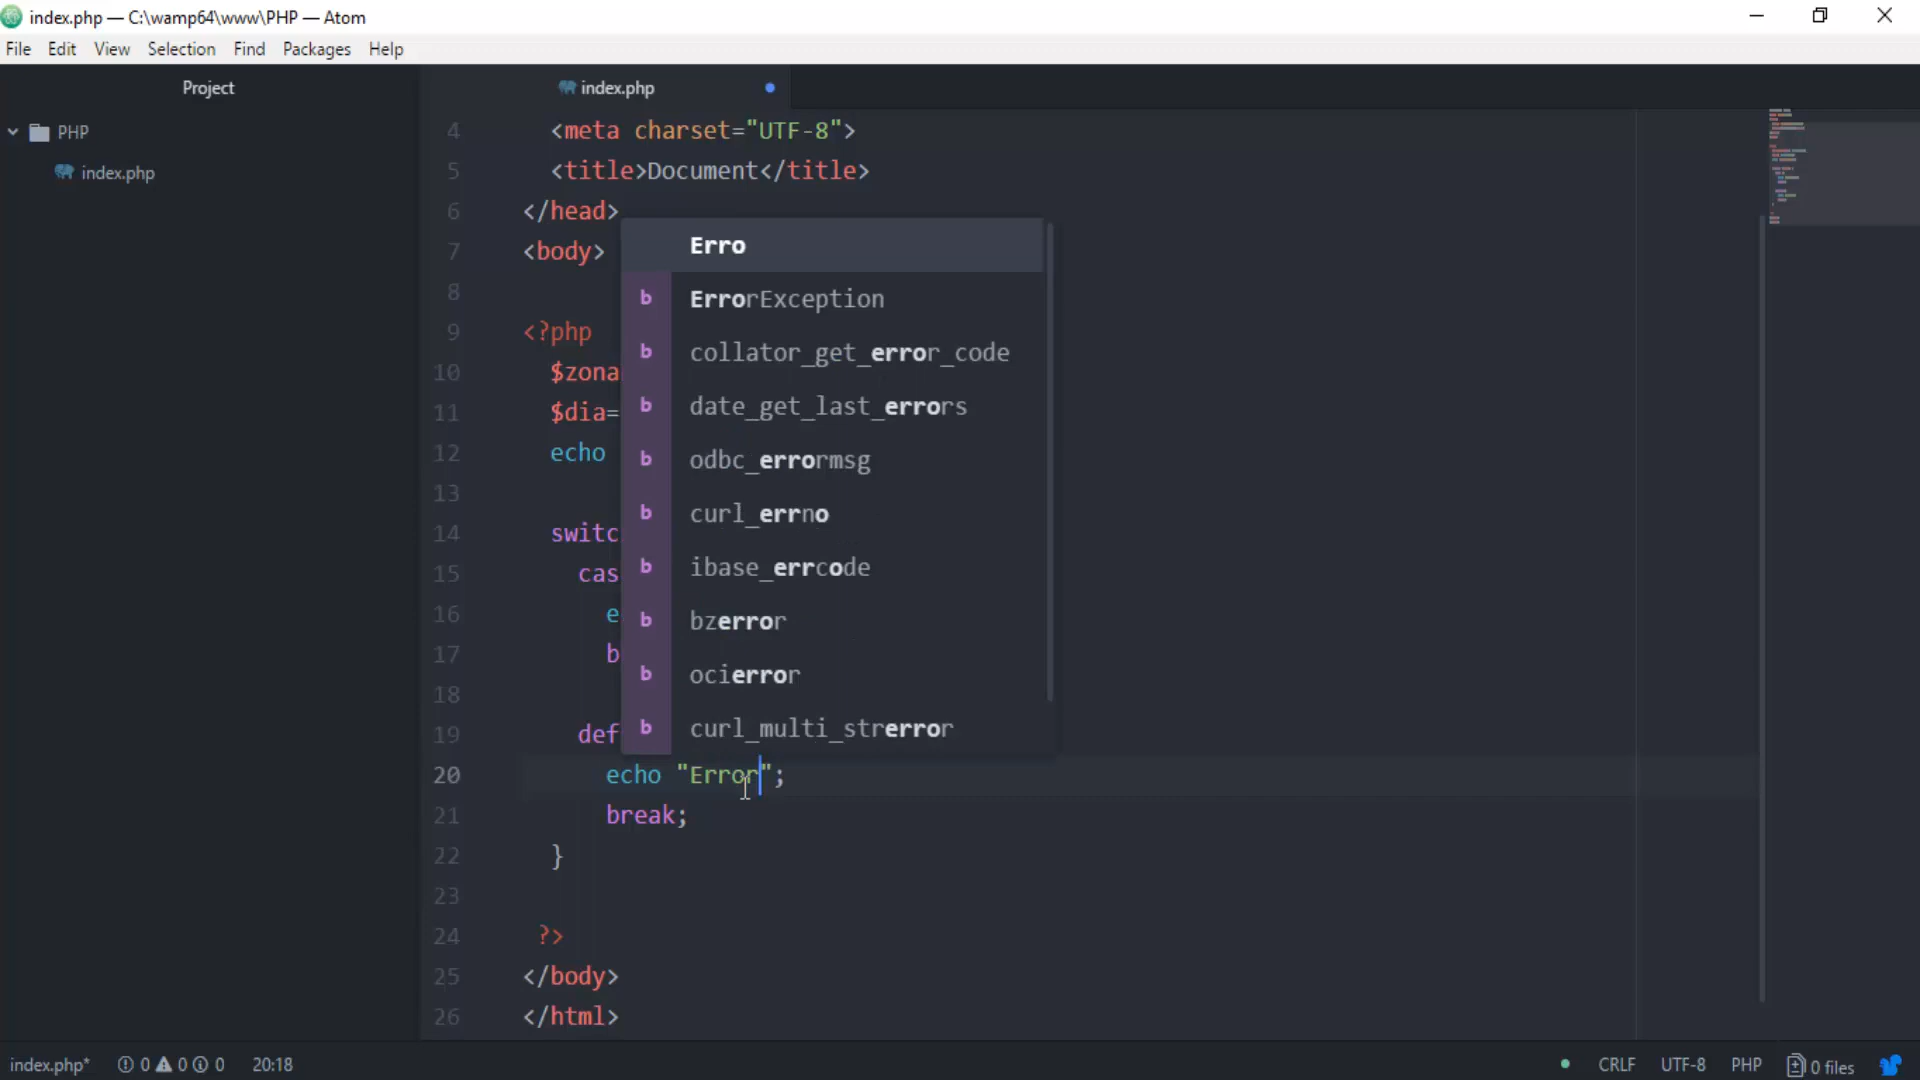 index.php — C:\wamp64\www\PHP — Atom
File Edit View Selection Find Packages Help
Project
index.php
PHP
index.php
4 <meta charset="UTF-8">
5 <title>Document</title>
6 </head>
7 <body>
8
9 <?php
10 $zona
11 $dia=
12 echo
13
14 switc
15 cas
16 e
17 b
18
19 def
20 echo "Error";
21 break;
22 }
23
24 ?>
25 </body>
26 </html>
Erro
b ErrorException
b collator_get_error_code
b date_get_last_errors
b odbc_errormsg
b curl_errno
b ibase_errcode
b bzerror
b ocierror
b curl_multi_strerror
index.php* 0 0 0 20:18 CRLF UTF-8 PHP 0 files